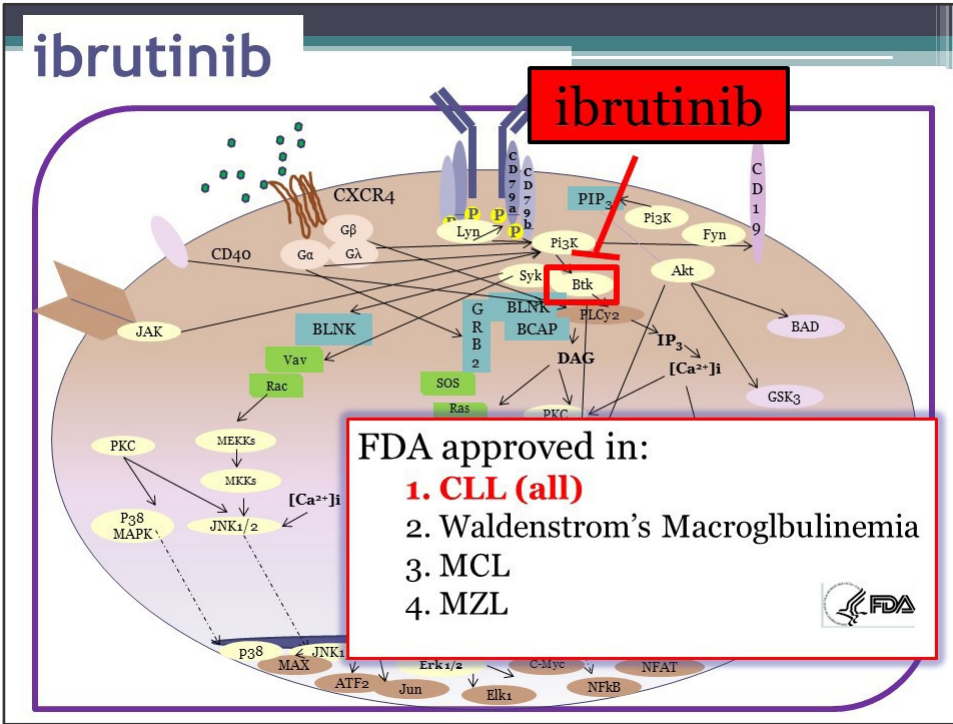 ibrutinib
ibrutinib
CXCR4
CD79a
CD79b
CD19
P
P
P
P
PIP3
Pi3K
Lyn
Fyn
Gβ
Gα
Gλ
Pi3K
CD40
Syk
Btk
Akt
JAK
BLNK
GRB2
BLNK
PLCy2
BCAP
BAD
Vav
DAG
IP3
[Ca²⁺]i
Rac
SOS
Ras
PKC
GSK3
PKC
MEKKs
MKKs
[Ca²⁺]i
P38
MAPK
JNK1/2
FDA approved in:
1. CLL (all)
2. Waldenstrom's Macroglbulinemia
3. MCL
4. MZL
FDA
p38
JNK1
MAX
Erk1/2
C-Myc
NFAT
ATF2
Jun
Elk1
NFkB